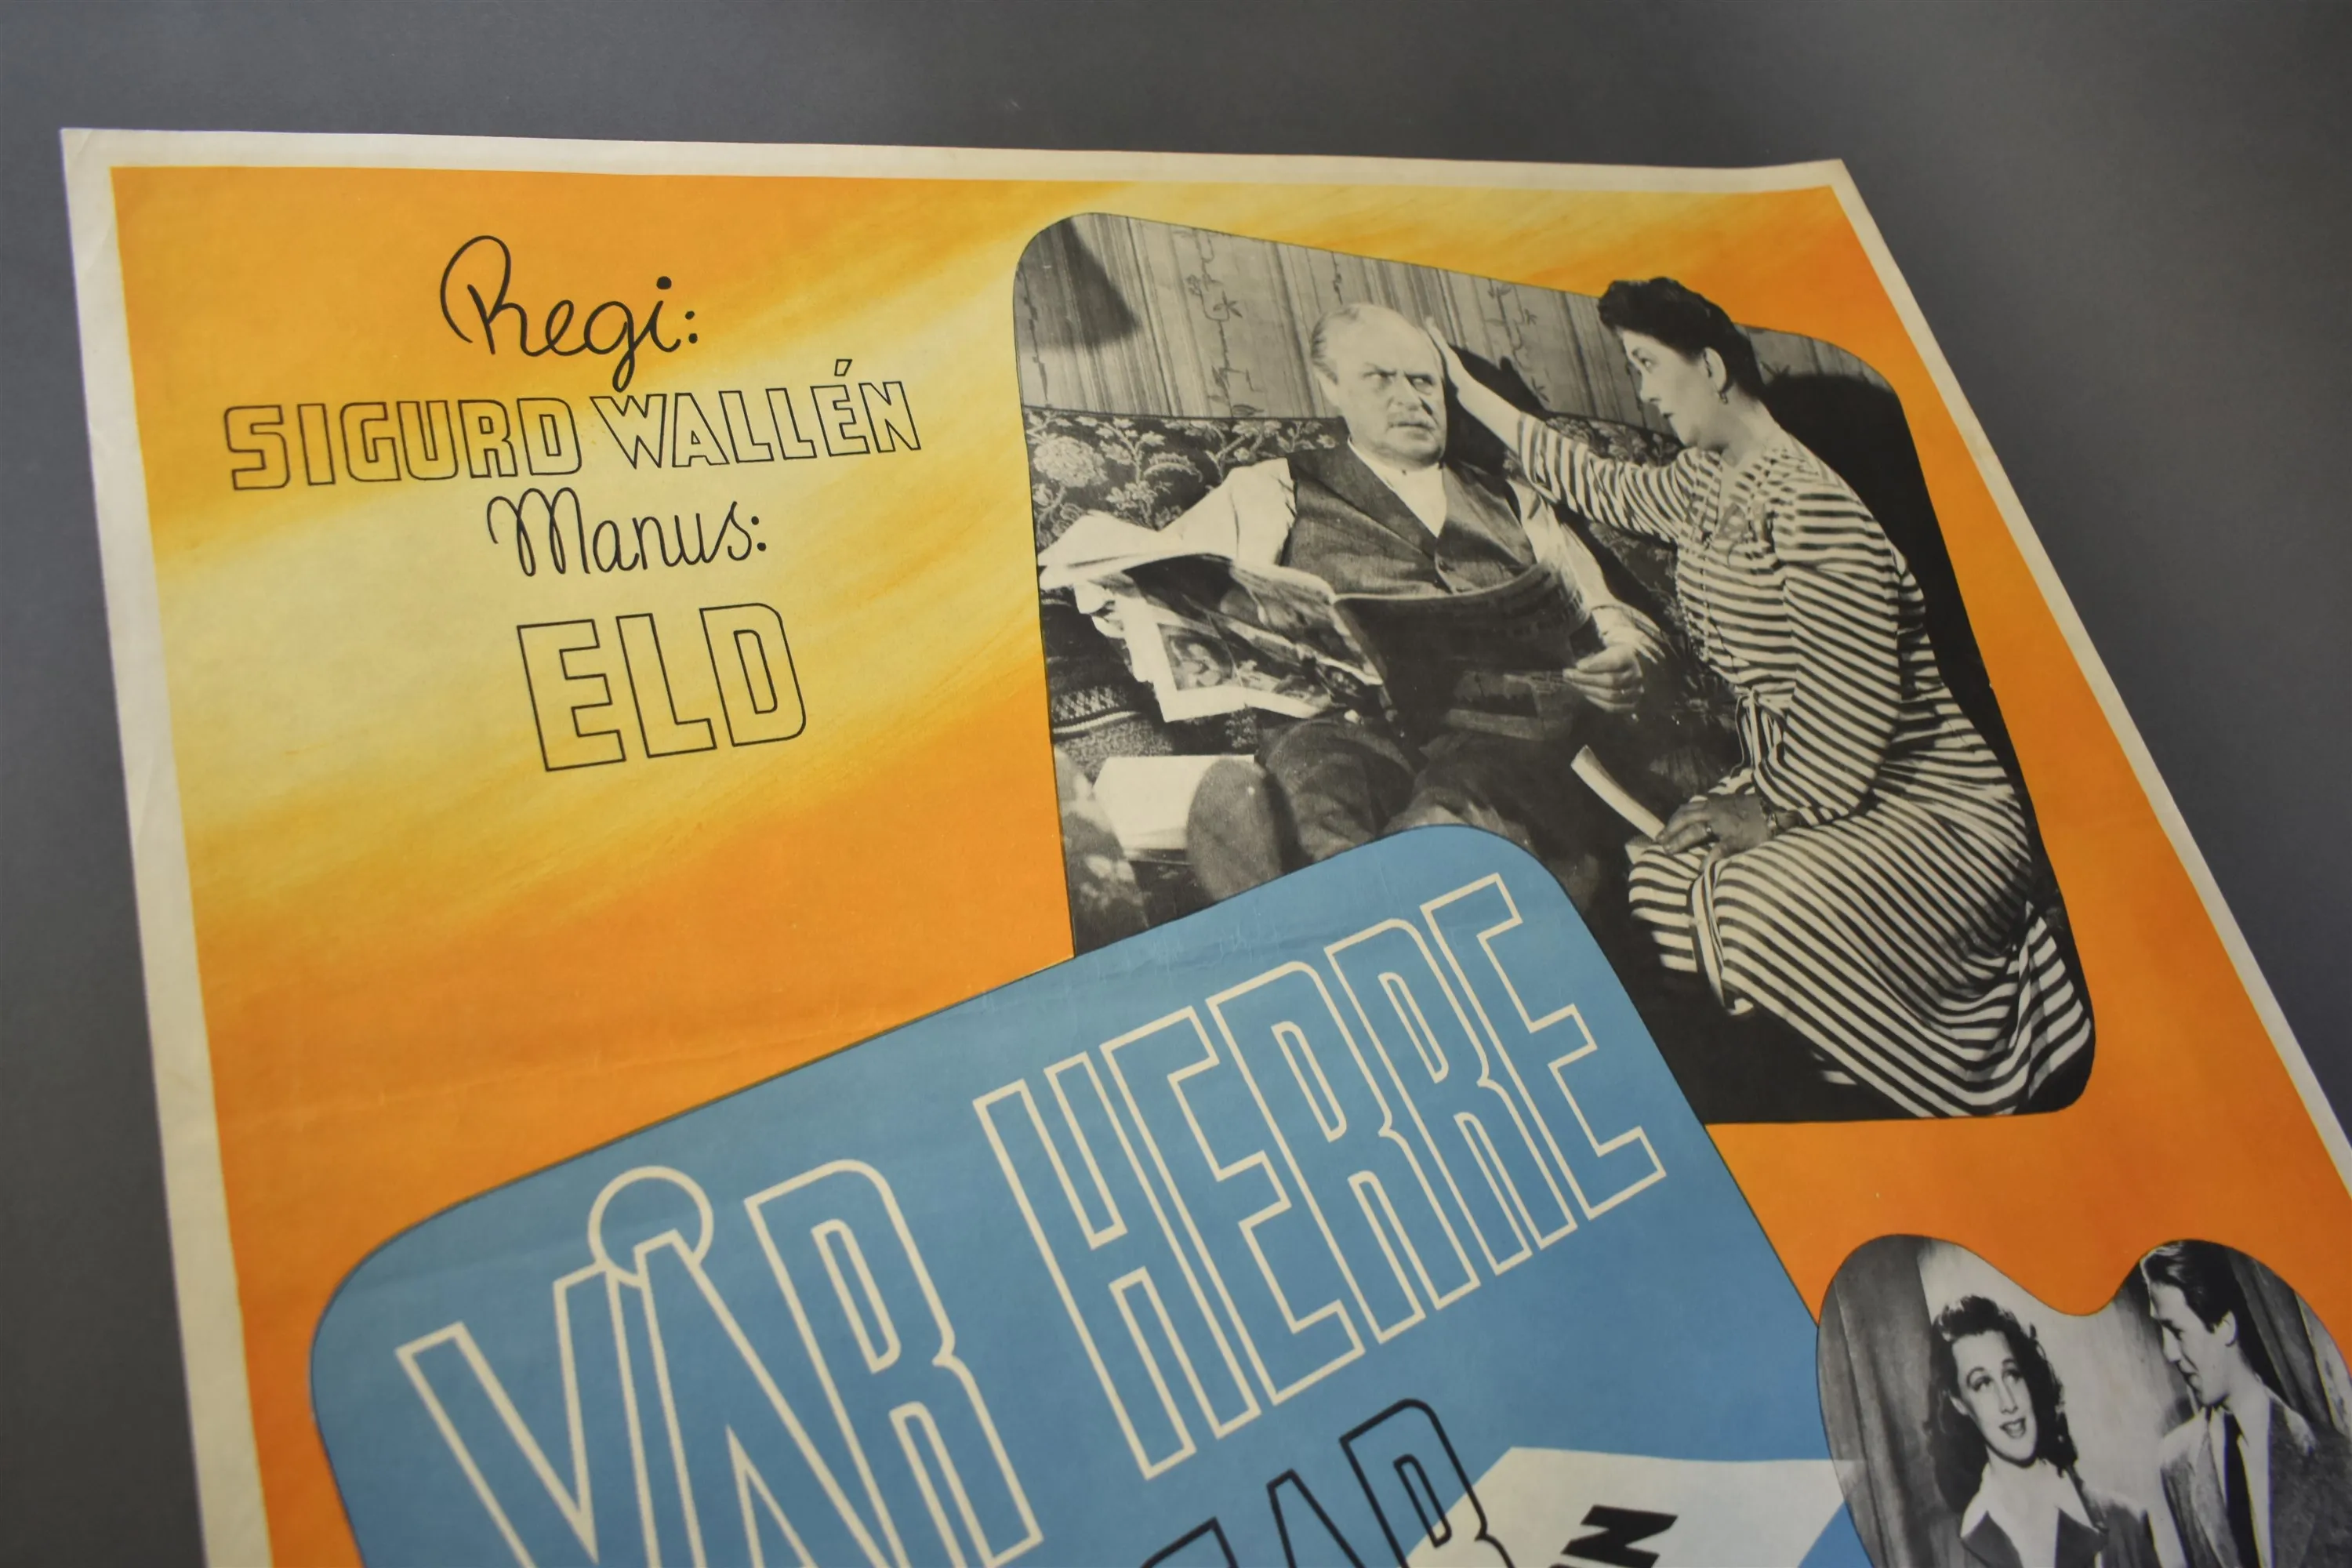 Regi:
SIGURD WALLÉN
Manus:
ELD
VÅR HERRE